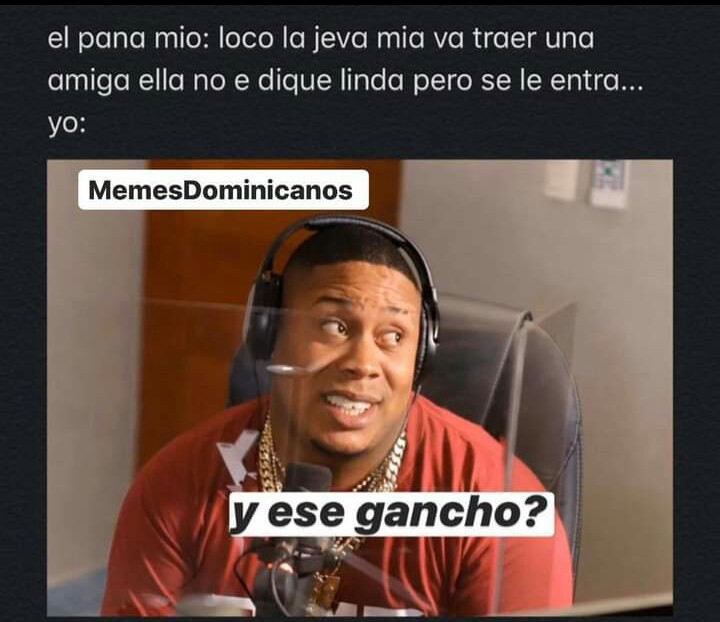 el pana mio: loco la jeva mia va traer una
amiga ella no e dique linda pero se le entra...
yo:
MemesDominicanos
y ese gancho?